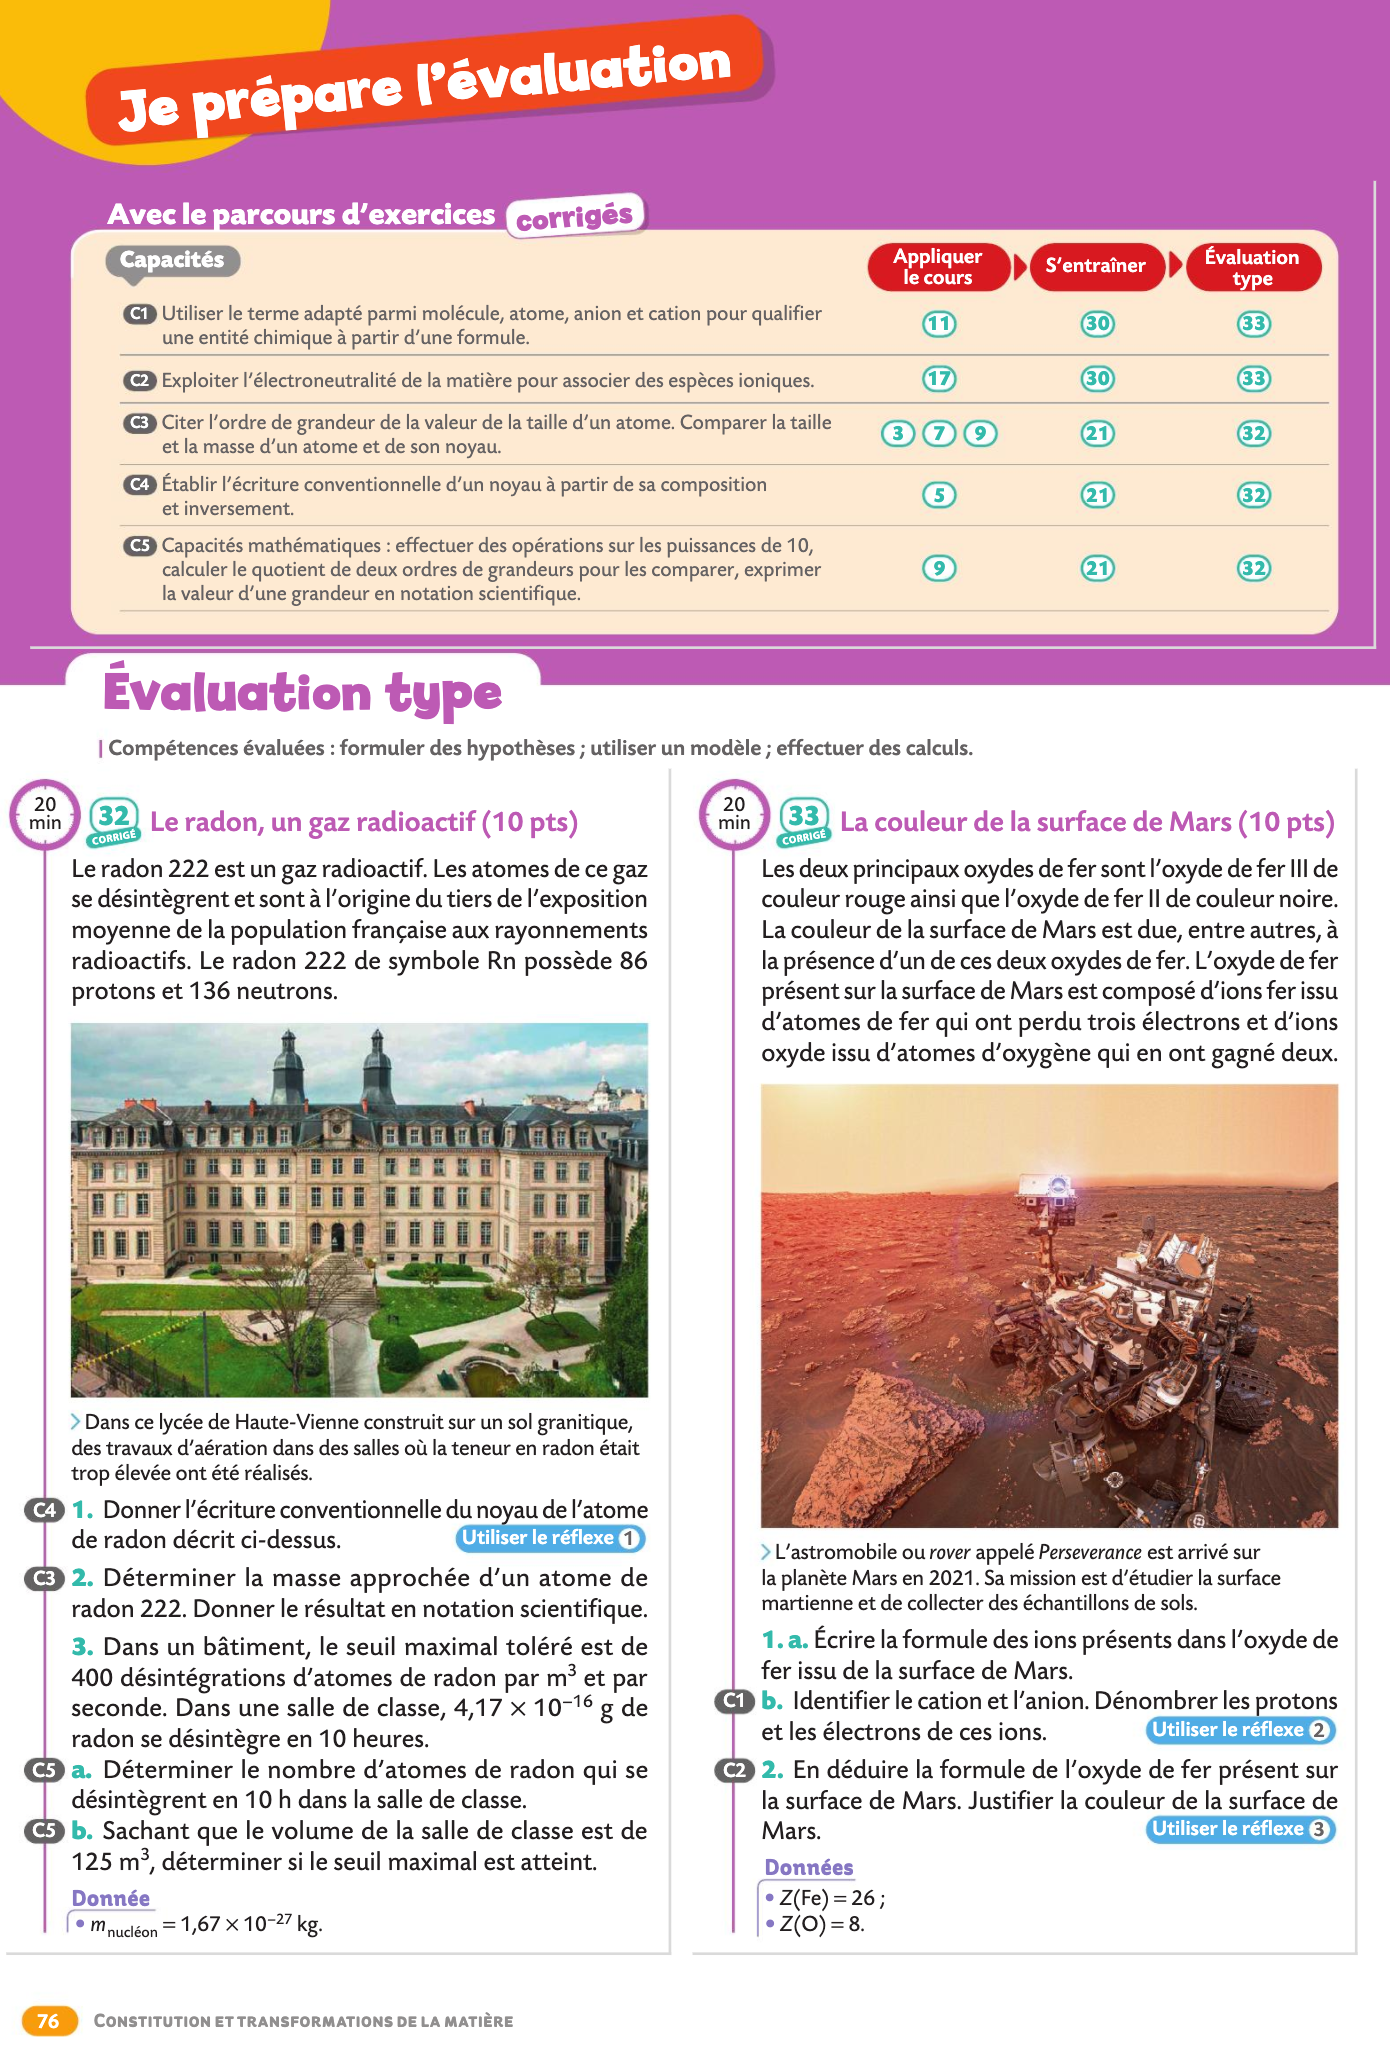 Je prépare l'évaluation
Avec le parcours d'exercices corrigés
Capacités
Appliquer
le cours
S'entraîner
Évaluation
type
C1 Utiliser le terme adapté parmi molécule, atome, anion et cation pour qualifier
une entité chimique à partir d'une formule.
11 30 33
C2 Exploiter l'électroneutralité de la matière pour associer des espèces ioniques.
17 30 33
C3 Citer l'ordre de grandeur de la valeur de la taille d'un atome. Comparer la taille
et la masse d'un atome et de son noyau.
3 7 9 21 32
C4 Établir l'écriture conventionnelle d'un noyau à partir de sa composition
et inversement.
5 21 32
C5 Capacités mathématiques : effectuer des opérations sur les puissances de 10,
calculer le quotient de deux ordres de grandeurs pour les comparer, exprimer
la valeur d'une grandeur en notation scientifique.
9 21 32
Évaluation type
Compétences évaluées : formuler des hypothèses ; utiliser un modèle ; effectuer des calculs.
20
min
32
CORRIGÉ
Le radon, un gaz radioactif (10 pts)
Le radon 222 est un gaz radioactif. Les atomes de ce gaz
se désintègrent et sont à l'origine du tiers de l'exposition
moyenne de la population française aux rayonnements
radioactifs. Le radon 222 de symbole Rn possède 86
protons et 136 neutrons.
> Dans ce lycée de Haute-Vienne construit sur un sol granitique,
des travaux d'aération dans des salles où la teneur en radon était
trop élevée ont été réalisés.
C4 1. Donner l'écriture conventionnelle du noyau de l'atome
de radon décrit ci-dessus. Utiliser le réflexe 1
C3 2. Déterminer la masse approchée d'un atome de
radon 222. Donner le résultat en notation scientifique.
3. Dans un bâtiment, le seuil maximal toléré est de
400 désintégrations d'atomes de radon par m³ et par
seconde. Dans une salle de classe, 4,17 × 10⁻¹⁶ g de
radon se désintègre en 10 heures.
C5 a. Déterminer le nombre d'atomes de radon qui se
désintègrent en 10 h dans la salle de classe.
C5 b. Sachant que le volume de la salle de classe est de
125 m³, déterminer si le seuil maximal est atteint.
Donnée
• m nucléon = 1,67 × 10⁻²⁷ kg.
20
min
33
CORRIGÉ
La couleur de la surface de Mars (10 pts)
Les deux principaux oxydes de fer sont l'oxyde de fer III de
couleur rouge ainsi que l'oxyde de fer II de couleur noire.
La couleur de la surface de Mars est due, entre autres, à
la présence d'un de ces deux oxydes de fer. L'oxyde de fer
présent sur la surface de Mars est composé d'ions fer issu
d'atomes de fer qui ont perdu trois électrons et d'ions
oxyde issu d'atomes d'oxygène qui en ont gagné deux.
> L'astromobile ou rover appelé Perseverance est arrivé sur
la planète Mars en 2021. Sa mission est d'étudier la surface
martienne et de collecter des échantillons de sols.
1. a. Écrire la formule des ions présents dans l'oxyde de
fer issu de la surface de Mars.
C1 b. Identifier le cation et l'anion. Dénombrer les protons
et les électrons de ces ions. Utiliser le réflexe 2
C2 2. En déduire la formule de l'oxyde de fer présent sur
la surface de Mars. Justifier la couleur de la surface de
Mars. Utiliser le réflexe 3
Données
• Z(Fe) = 26 ;
• Z(O) = 8.
76 CONSTITUTION ET TRANSFORMATIONS DE LA MATIÈRE